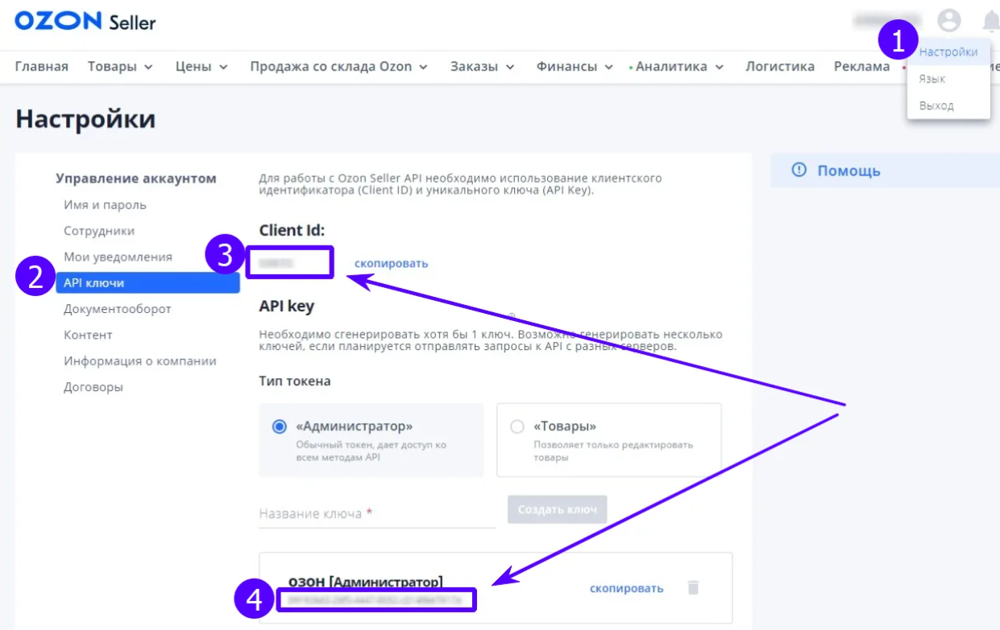 OZON Seller
1
Настройки
Язык
Выход
Главная Товары Цены Продажа со склада Ozon Заказы Финансы Аналитика Логистика Реклама
Настройки
Управление аккаунтом
Имя и пароль
Сотрудники
Мои уведомления
2
API ключи
Документооборот
Контент
Информация о компании
Договоры
Для работы с Ozon Seller API необходимо использование клиентского
идентификатора (Client ID) и уникального ключа (API Key).
Client Id:
3
скопировать
API key
Необходимо сгенерировать хотя бы 1 ключ. Возможно генерировать несколько
ключей, если планируется отправлять запросы к API с разных серверов.
Тип токена
«Администратор»
Обычный токен, дает доступ ко
всем методам API
«Товары»
Позволяет только редактировать
товары
Название ключа *
Создать ключ
ОЗОН [Администратор]
4
скопировать
Помощь